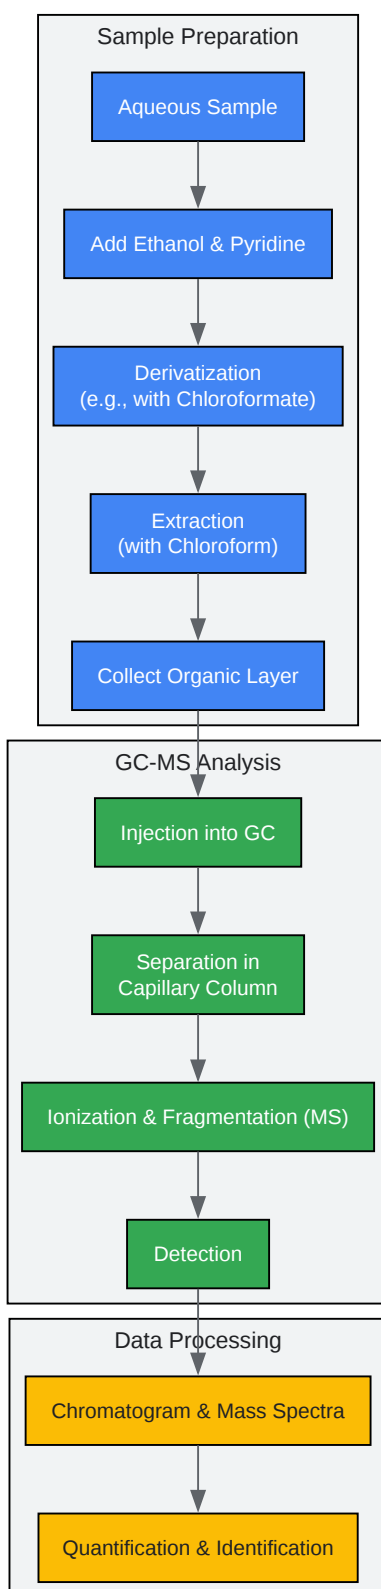 Sample Preparation
Aqueous Sample
Add Ethanol & Pyridine
Derivatization
(e.g., with Chloroformate)
Extraction
(with Chloroform)
Collect Organic Layer
GC-MS Analysis
Injection into GC
Separation in
Capillary Column
Ionization & Fragmentation (MS)
Detection
Data Processing
Chromatogram & Mass Spectra
Quantification & Identification